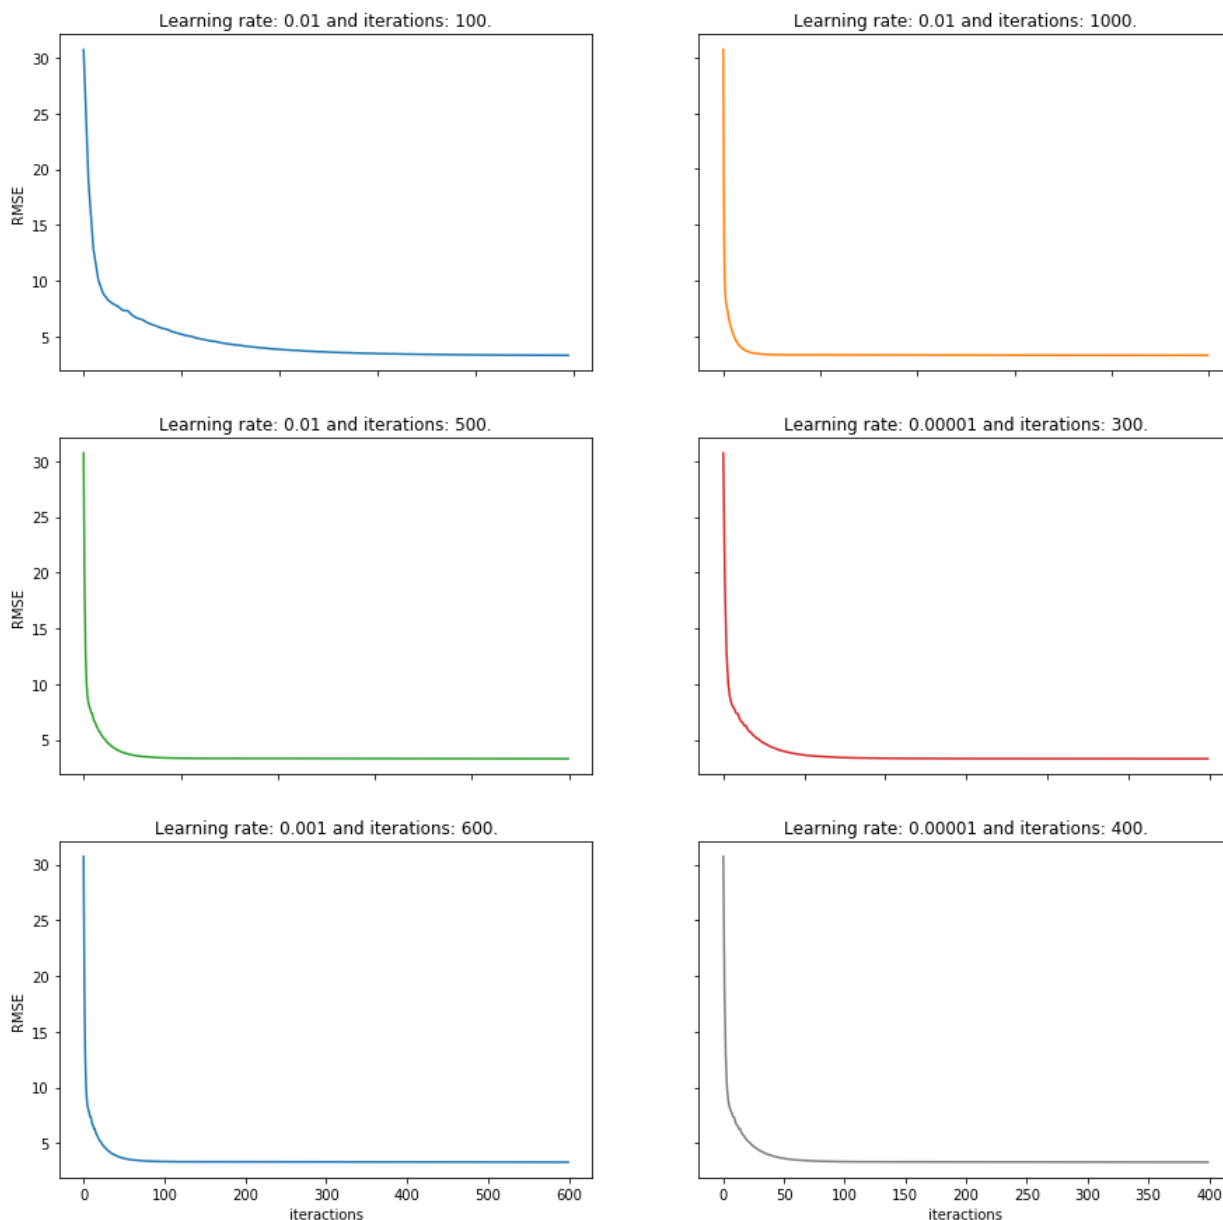 Learning rate: 0.01 and iterations: 100.
Learning rate: 0.01 and iterations: 1000.
30
25
20
15
10
5
RMSE
Learning rate: 0.01 and iterations: 500.
Learning rate: 0.00001 and iterations: 300.
30
25
20
15
10
5
RMSE
Learning rate: 0.001 and iterations: 600.
Learning rate: 0.00001 and iterations: 400.
30
25
20
15
10
5
RMSE
0 100 200 300 400 500 600
0 50 100 150 200 250 300 350 400
iteractions
iteractions